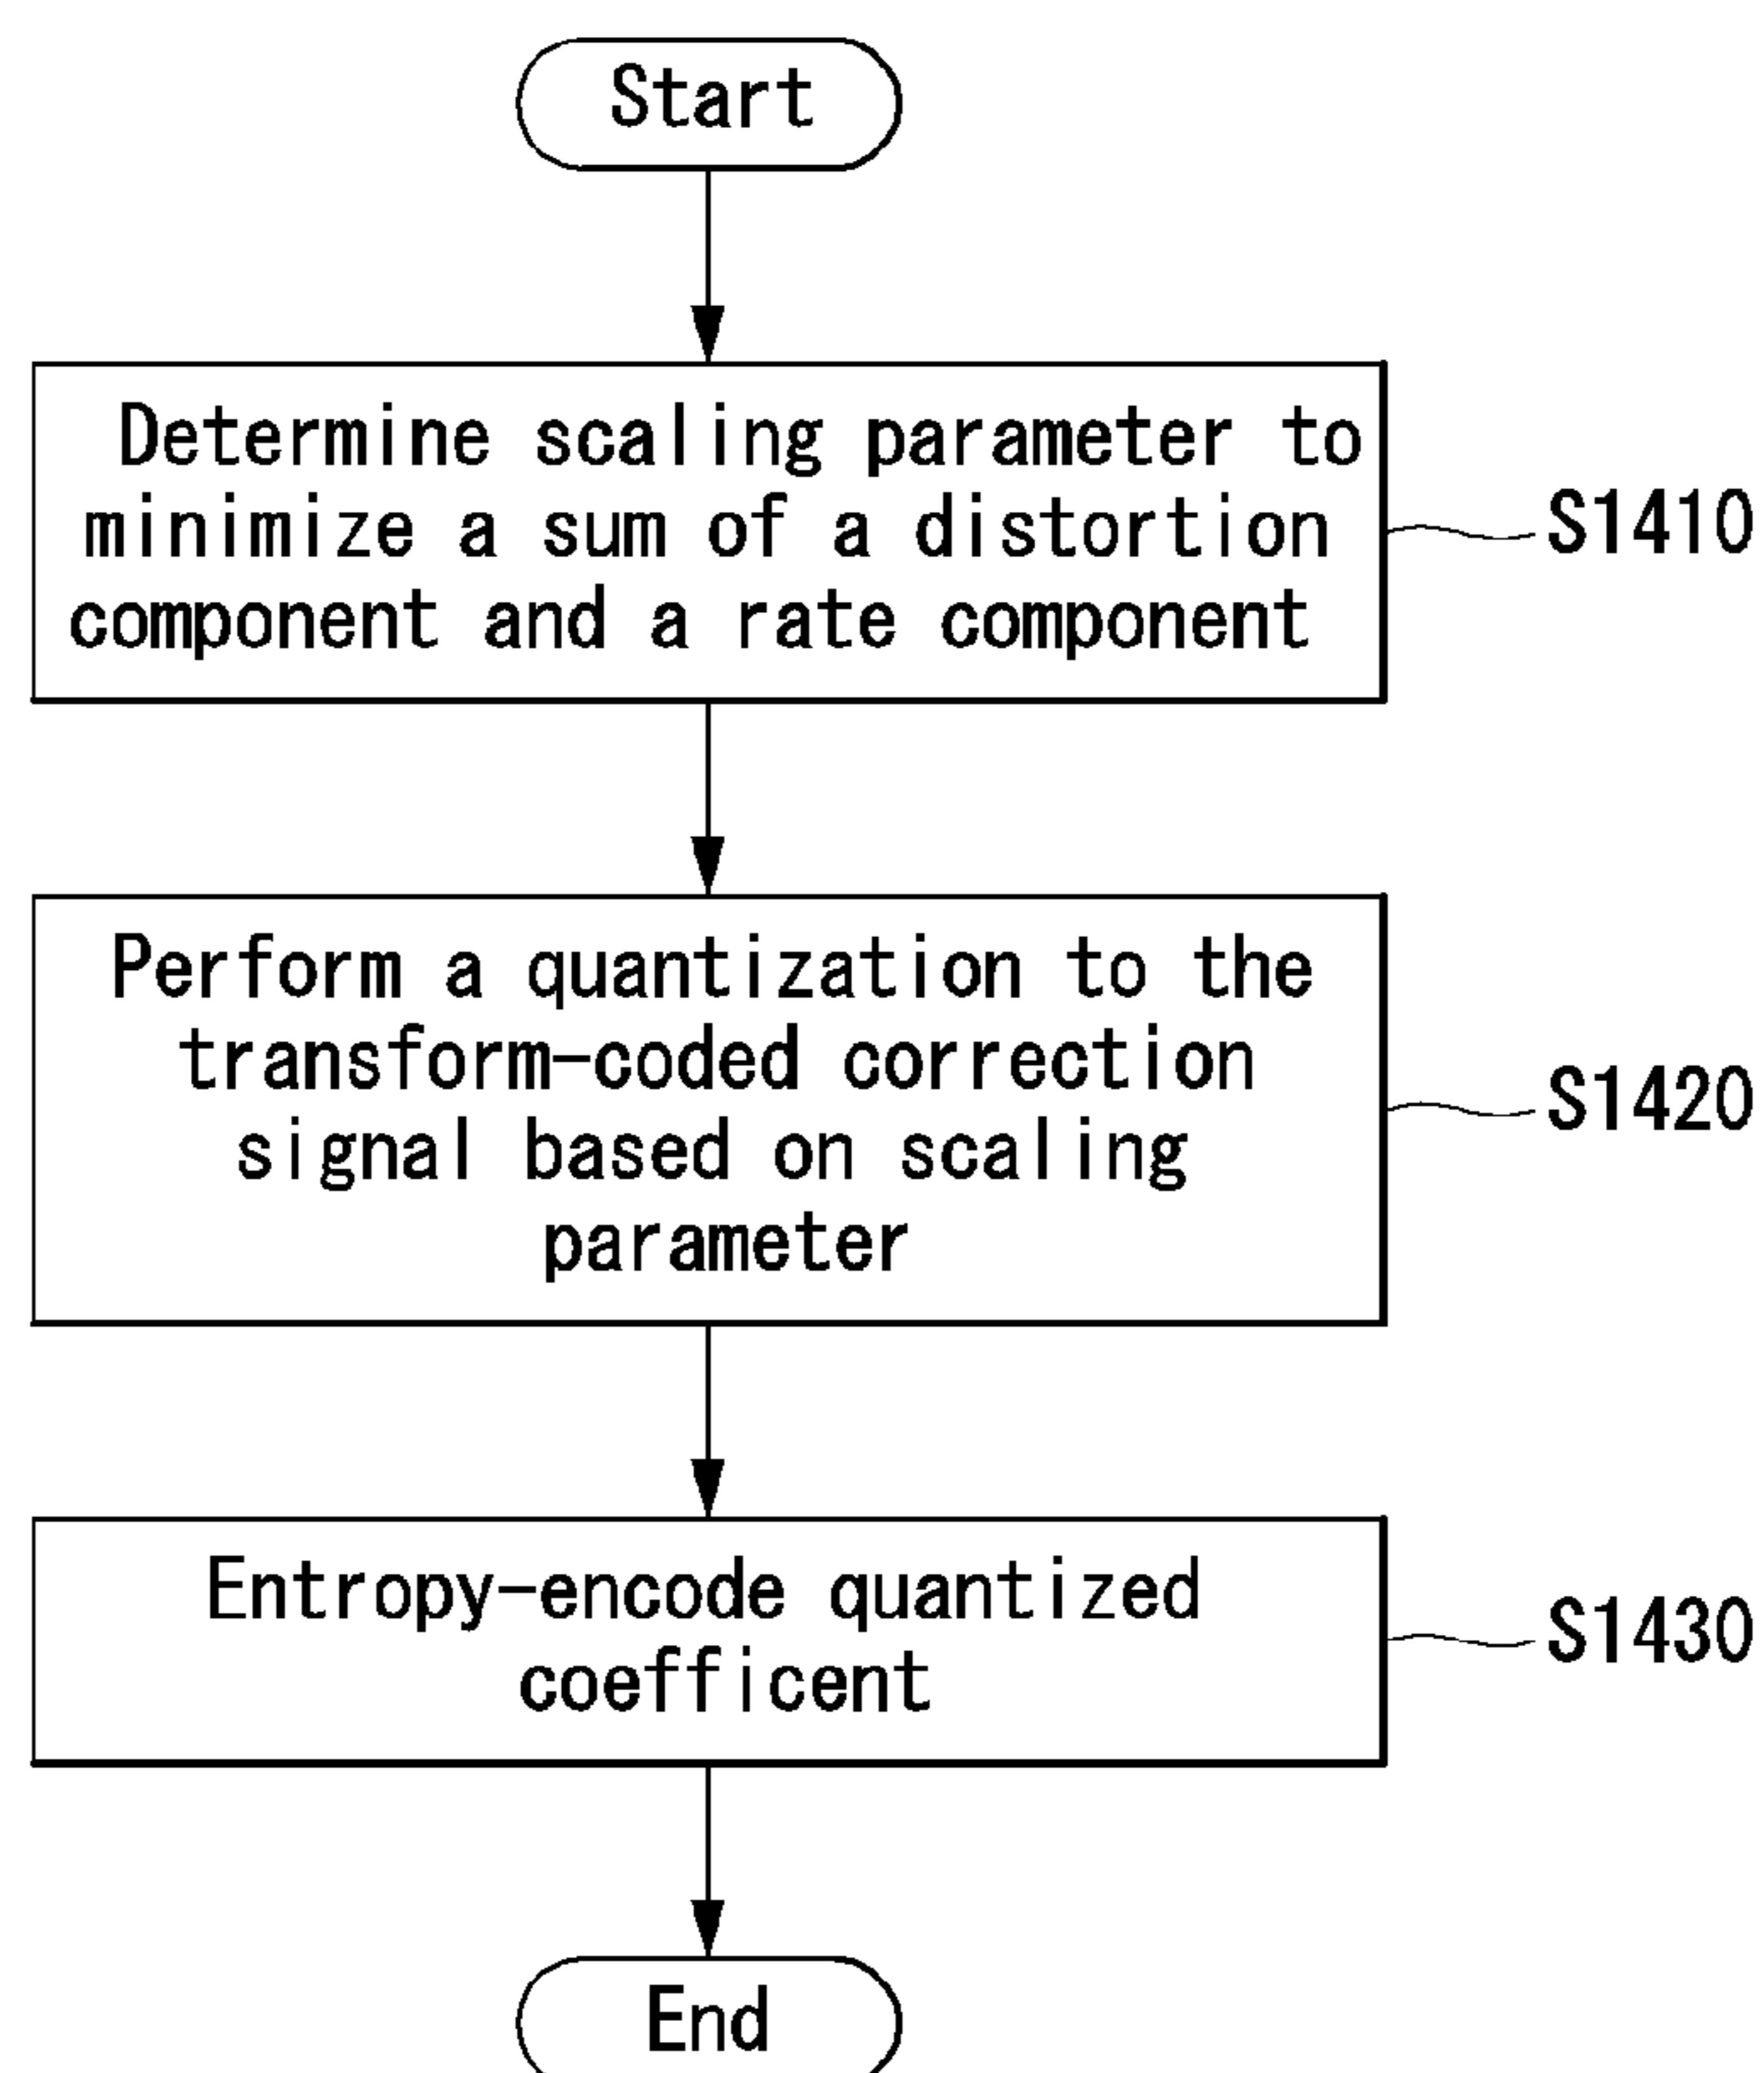 Start
Determine scaling parameter to
minimize a sum of a distortion
component and a rate component
S1410
Perform a quantization to the
transform-coded correction
signal based on scaling
parameter
S1420
Entropy-encode quantized
coefficent
S1430
End